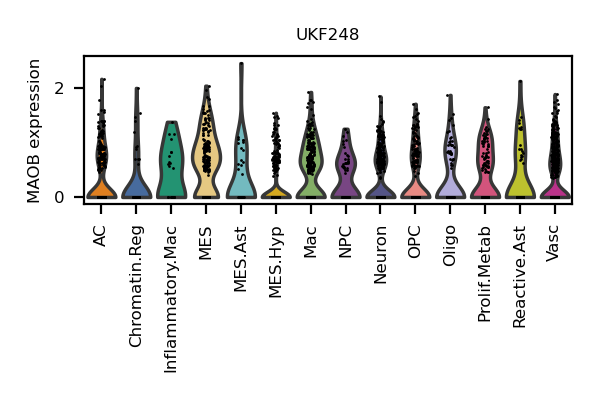 UKF248
MAOB expression
2
0
AC
Chromatin.Reg
Inflammatory.Mac
MES
MES.Ast
MES.Hyp
Mac
NPC
Neuron
OPC
Oligo
Prolif.Metab
Reactive.Ast
Vasc